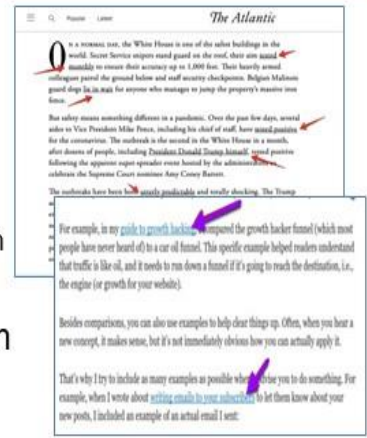 Popular Latest The Atlantic
ON A NORMAL DAY, the White House is one of the safest buildings in the
world. Secret Service snipers stand guard on the roof, their aim tested
monthly to ensure their accuracy up to 1,000 feet. Their heavily armed
colleagues patrol the ground below and staff security checkpoints. Belgian Malinois
guard dogs lie in wait for anyone who manages to jump the property's massive iron
fence.
But safety means something different in a pandemic. Over the past few days, several
aides to Vice President Mike Pence, including his chief of staff, have tested positive
for the coronavirus. The outbreak is the second in the White House in a month,
after dozens of people, including President Donald Trump himself, tested positive
following the apparent super-spreader event hosted by the administration to
celebrate the Supreme Court nominee Amy Coney Barrett.
The outbreaks have been both utterly predictable and totally shocking. The Trump
For example, in my guide to growth hacking, compared the growth hacker funnel (which most
people have never heard of) to a car oil funnel. This specific example helped readers understand
that traffic is like oil, and it needs to run down a funnel if it's going to reach the destination, i.e.,
the engine (or growth for your website).
Besides comparisons, you can also use examples to help clear things up. Often, when you hear a
new concept, it makes sense, but it's not immediately obvious how you can actually apply it.
That's why I try to include as many examples as possible when advise you to do something. For
example, when I wrote about writing emails to your subscribers to let them know about your
new posts, I included an example of an actual email I sent: